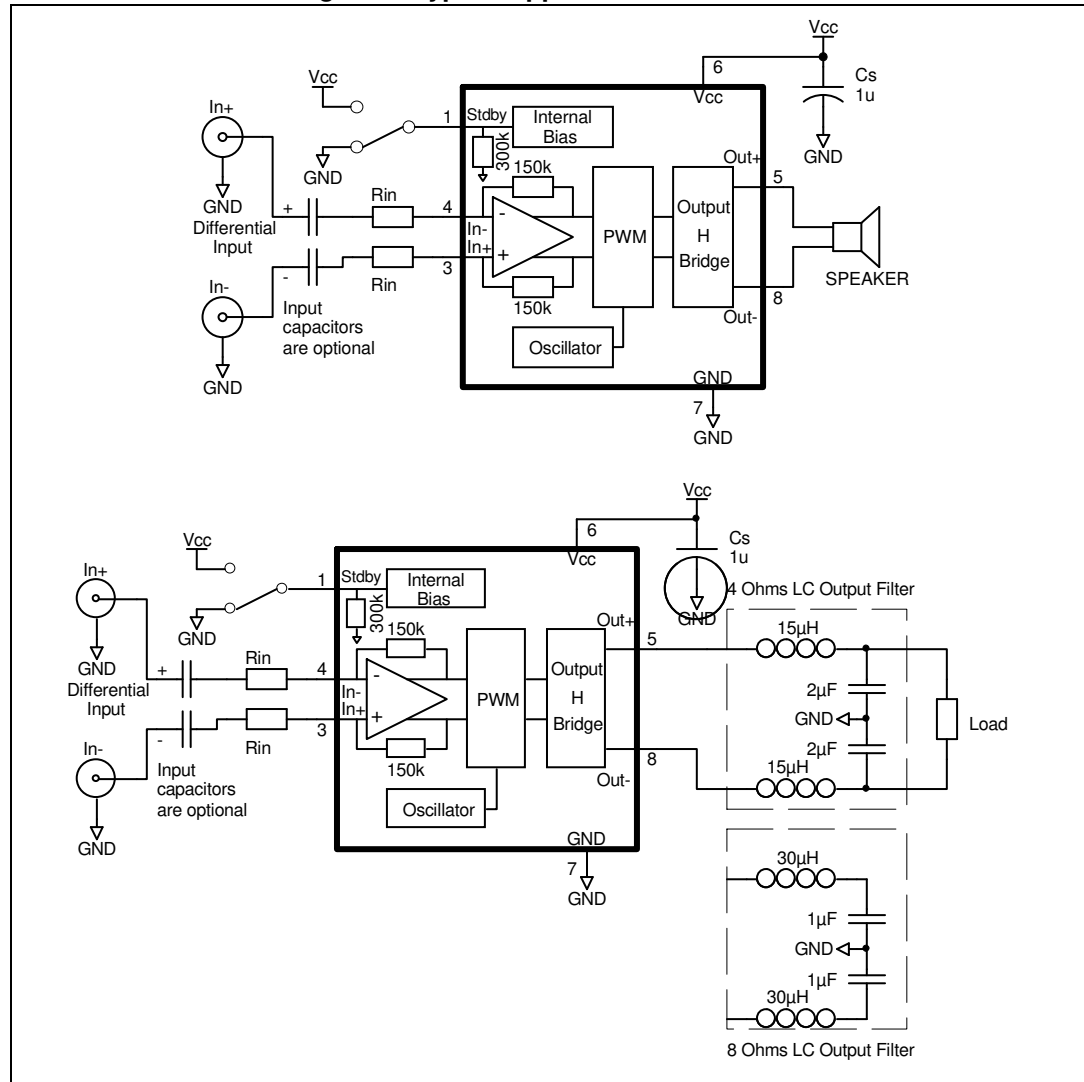 Vcc
6
Vcc
Cs
1u
GND
Vcc
In+
GND
1
Stdby
300k
Internal
Bias
GND
Differential
Input
+
Rin
4
150k
-
In-
In+
+
3
Rin
-
150k
PWM
Output
H
Bridge
Out+
5
SPEAKER
8
Out-
In-
Input
capacitors
are optional
Oscillator
GND
GND
7
GND
Vcc
6
Vcc
Cs
1u
GND
Vcc
In+
GND
1
Stdby
300k
Internal
Bias
4 Ohms LC Output Filter
GND
Differential
Input
+
Rin
4
150k
-
In-
In+
+
3
Rin
-
150k
PWM
Output
H
Bridge
Out+
5
15µH
2µF
GND
2µF
15µH
Load
8
Out-
In-
Input
capacitors
are optional
Oscillator
GND
GND
7
GND
30µH
1µF
GND
1µF
30µH
8 Ohms LC Output Filter